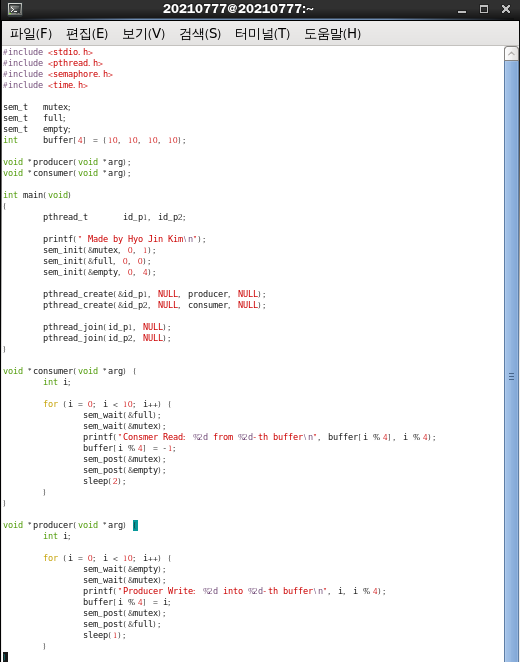 20210777@20210777:~
파일(F) 편집(E) 보기(V) 검색(S) 터미널(T) 도움말(H)
#include <stdio.h>
#include <pthread.h>
#include <semaphore.h>
#include <time.h>
sem_t mutex;
sem_t full;
sem_t empty;
int buffer[4] = {10, 10, 10, 10};
void *producer(void *arg);
void *consumer(void *arg);
int main(void)
{
pthread_t id_p1, id_p2;
printf(" Made by Hyo Jin Kim\n");
sem_init(&mutex, 0, 1);
sem_init(&full, 0, 0);
sem_init(&empty, 0, 4);
pthread_create(&id_p1, NULL, producer, NULL);
pthread_create(&id_p2, NULL, consumer, NULL);
pthread_join(id_p1, NULL);
pthread_join(id_p2, NULL);
}
void *consumer(void *arg) {
int i;
for (i = 0; i < 10; i++) {
sem_wait(&full);
sem_wait(&mutex);
printf("Consmer Read: %2d from %2d-th buffer\n", buffer[i % 4], i % 4);
buffer[i % 4] = -1;
sem_post(&mutex);
sem_post(&empty);
sleep(2);
}
}
void *producer(void *arg) {
int i;
for (i = 0; i < 10; i++) {
sem_wait(&empty);
sem_wait(&mutex);
printf("Producer Write: %2d into %2d-th buffer\n", i, i % 4);
buffer[i % 4] = i;
sem_post(&mutex);
sem_post(&full);
sleep(1);
}
}